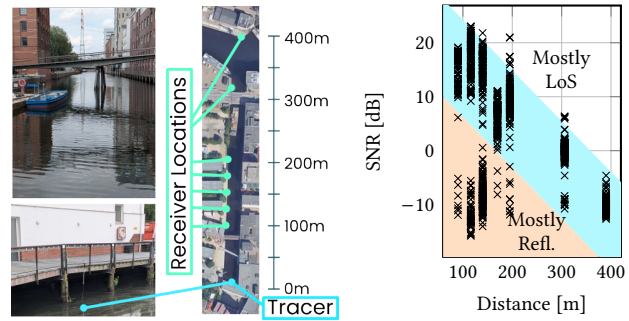 Receiver Locations
400m
300m
200m
100m
0m
Tracer
SNR [dB]
20
10
0
−10
Mostly
LoS
Mostly
Refl.
100
200
300
400
Distance [m]